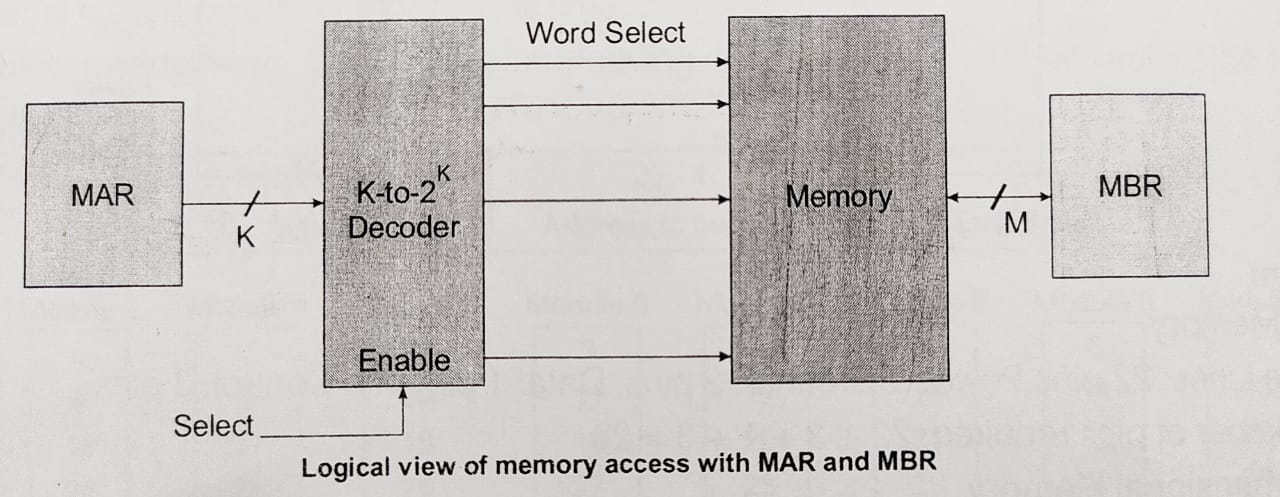 Word Select
MAR
K
K-to-2^K
Decoder
Enable
Memory
M
MBR
Select
Logical view of memory access with MAR and MBR